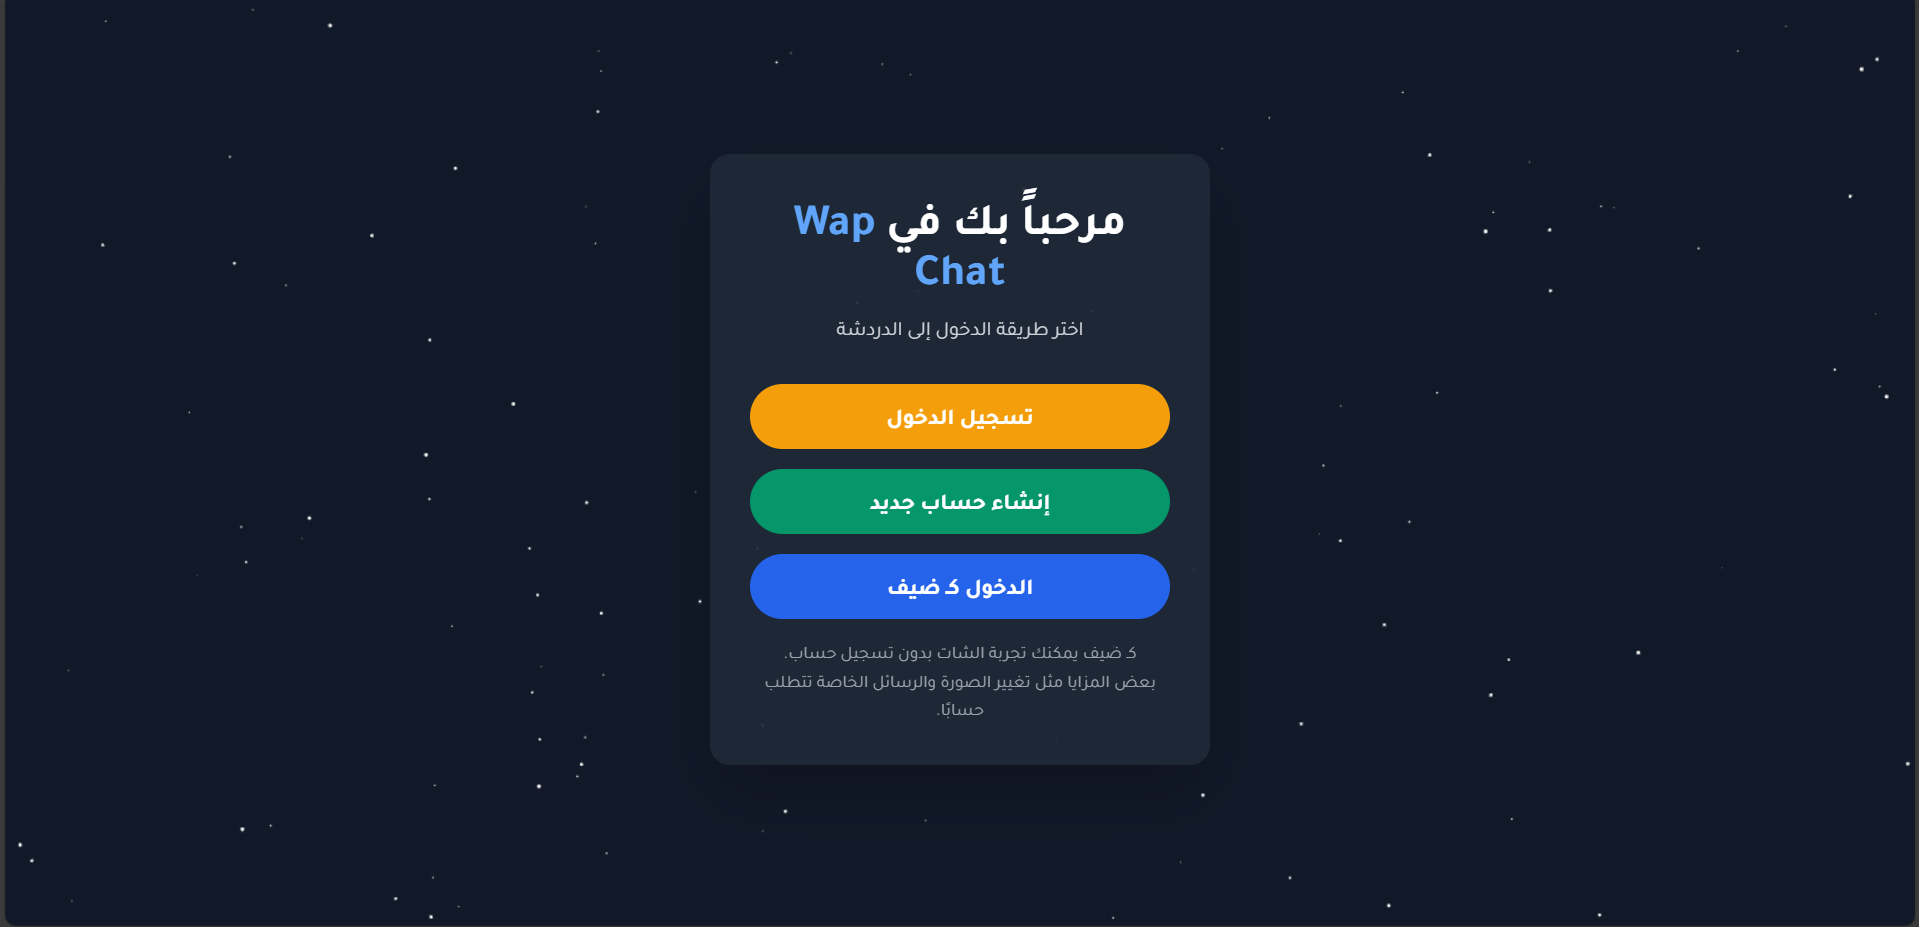 مرحباً بك في Wap
Chat
اختر طريقة الدخول إلى الدردشة
تسجيل الدخول
إنشاء حساب جديد
الدخول كـ ضيف
كـ ضيف يمكنك تجربة الشات بدون تسجيل حساب.
بعض المزايا مثل تغيير الصورة والرسائل الخاصة تتطلب
حسابًا.